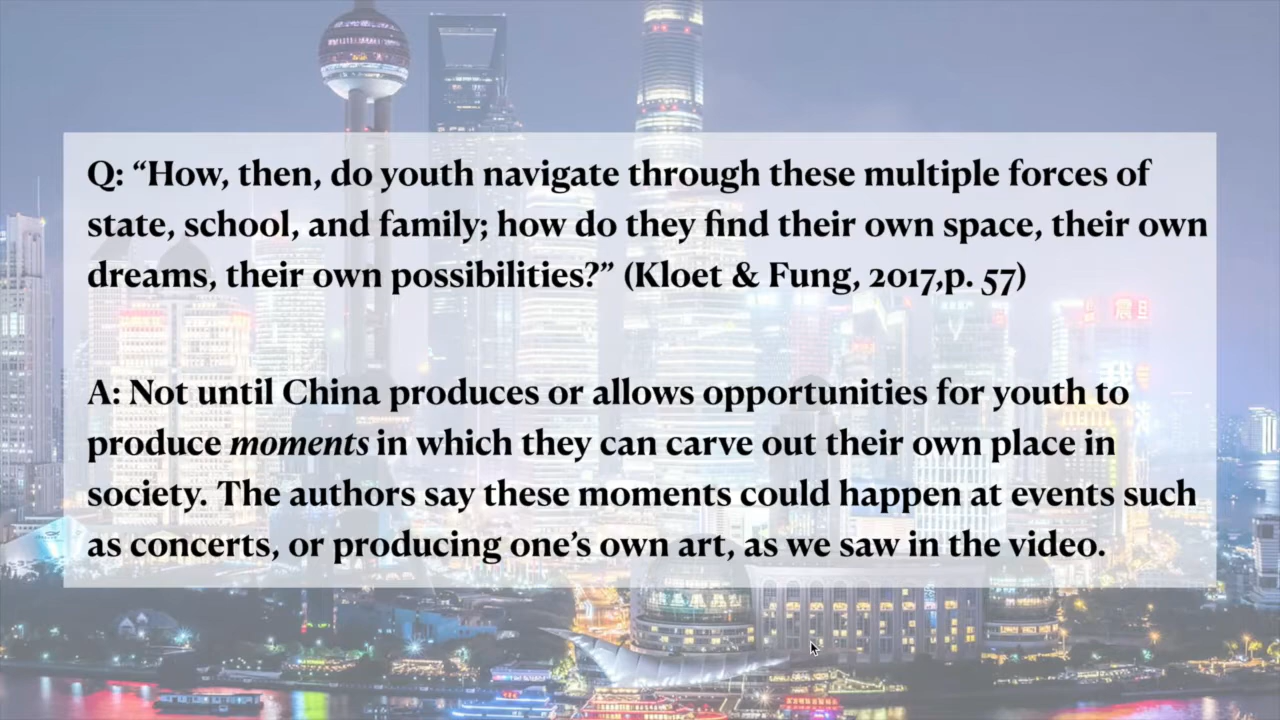 Q: “How, then, do youth navigate through these multiple forces of
state, school, and family; how do they find their own space, their own
dreams, their own possibilities?” (Kloet & Fung, 2017,p. 57)
A: Not until China produces or allows opportunities for youth to
produce moments in which they can carve out their own place in
society. The authors say these moments could happen at events such
as concerts, or producing one’s own art, as we saw in the video.
震旦